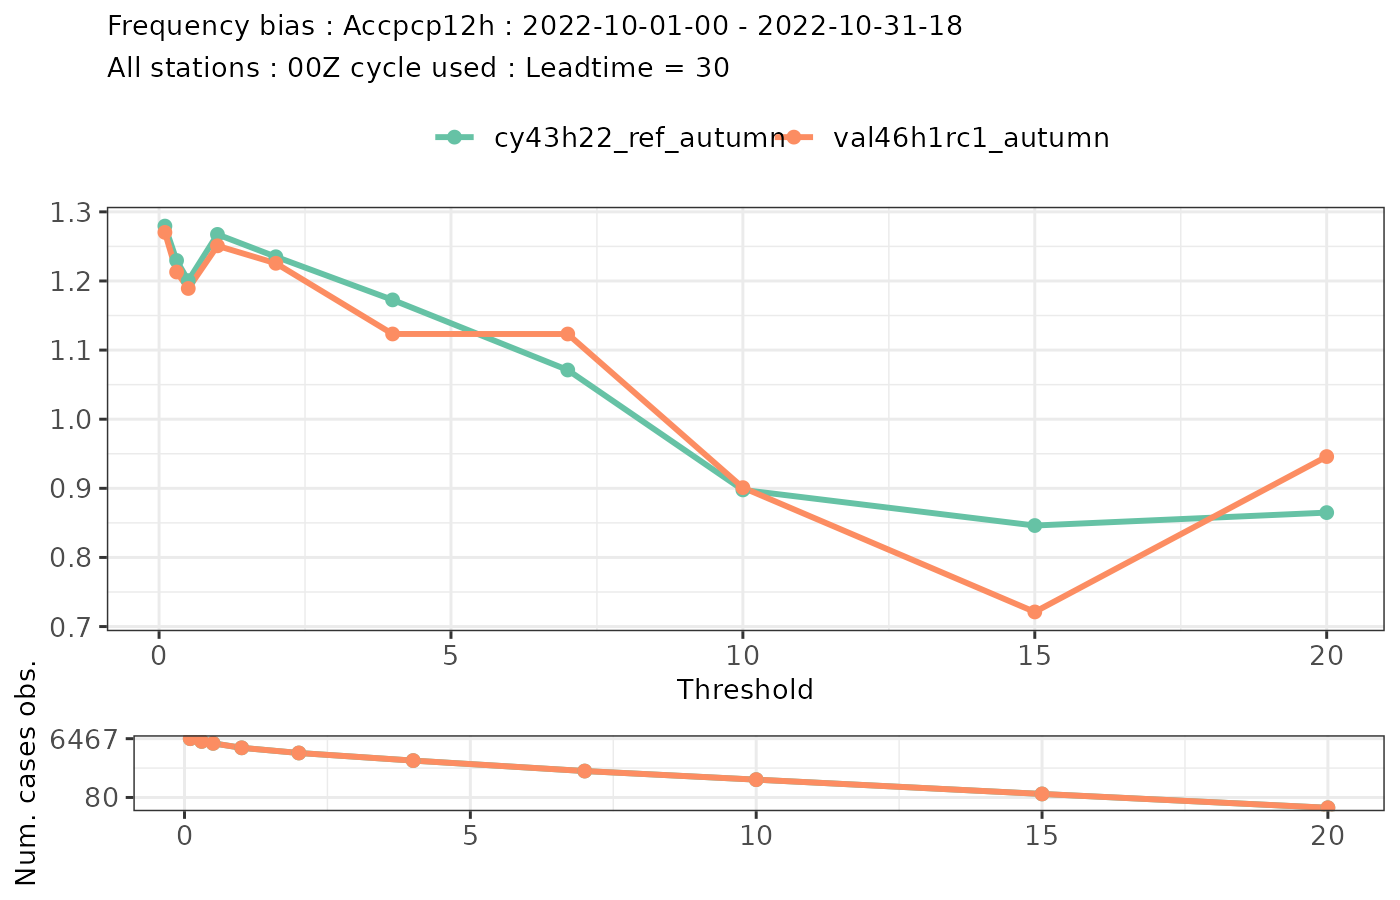 Frequency bias : Accpcp12h : 2022-10-01-00 - 2022-10-31-18
All stations : 00Z cycle used : Leadtime = 30
cy43h22_ref_autumn val46h1rc1_autumn
1.3
1.2
1.1
1.0
0.9
0.8
0.7
0 5 10 15 20
Threshold
Num. cases obs.
6467
80
0 5 10 15 20